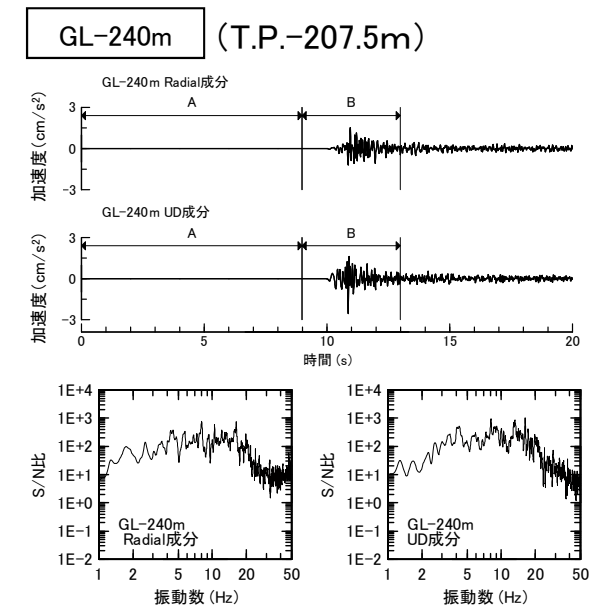 GL-240m (T.P.-207.5m)
GL-240m Radial成分
A B
加速度(cm/s²)
3
0
-3
GL-240m UD成分
A B
加速度(cm/s²)
3
0
-3
0 5 10 15 20
時間(s)
S/N比
1E+4
1E+3
1E+2
1E+1
1E+0
1E-1
1E-2
GL-240m
Radial成分
1 2 5 10 20 50
振動数(Hz)
S/N比
1E+4
1E+3
1E+2
1E+1
1E+0
1E-1
1E-2
GL-240m
UD成分
1 2 5 10 20 50
振動数(Hz)